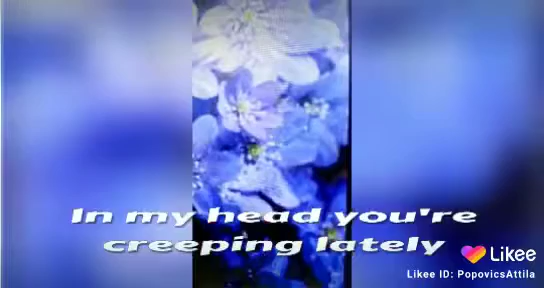 In my head you're
creeping lately
Likee
Likee ID: PopovicsAttila